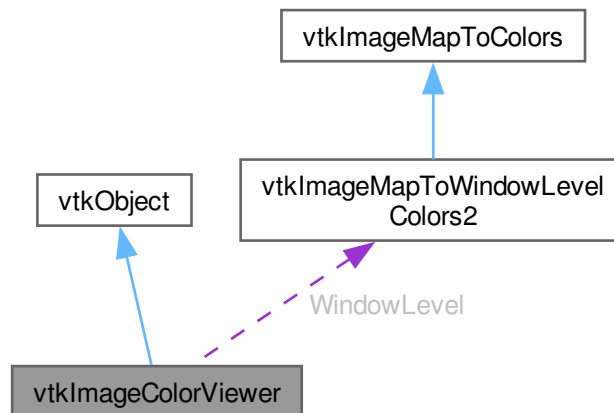 vtkImageMapToColors
vtkObject
vtkImageMapToWindowLevel
Colors2
WindowLevel
vtkImageColorViewer